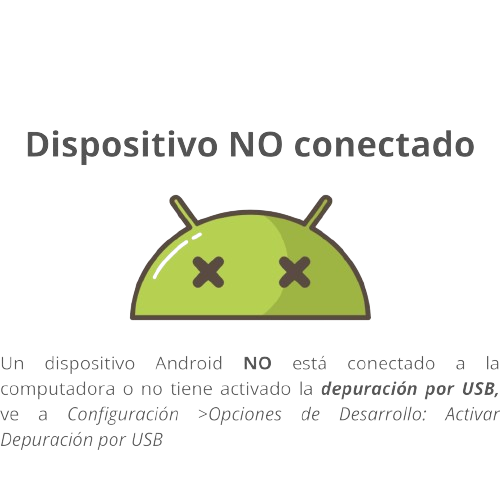 Dispositivo NO conectado
Un dispositivo Android NO está conectado a la
computadora o no tiene activado la depuración por USB,
ve a Configuración >Opciones de Desarrollo: Activar
Depuración por USB